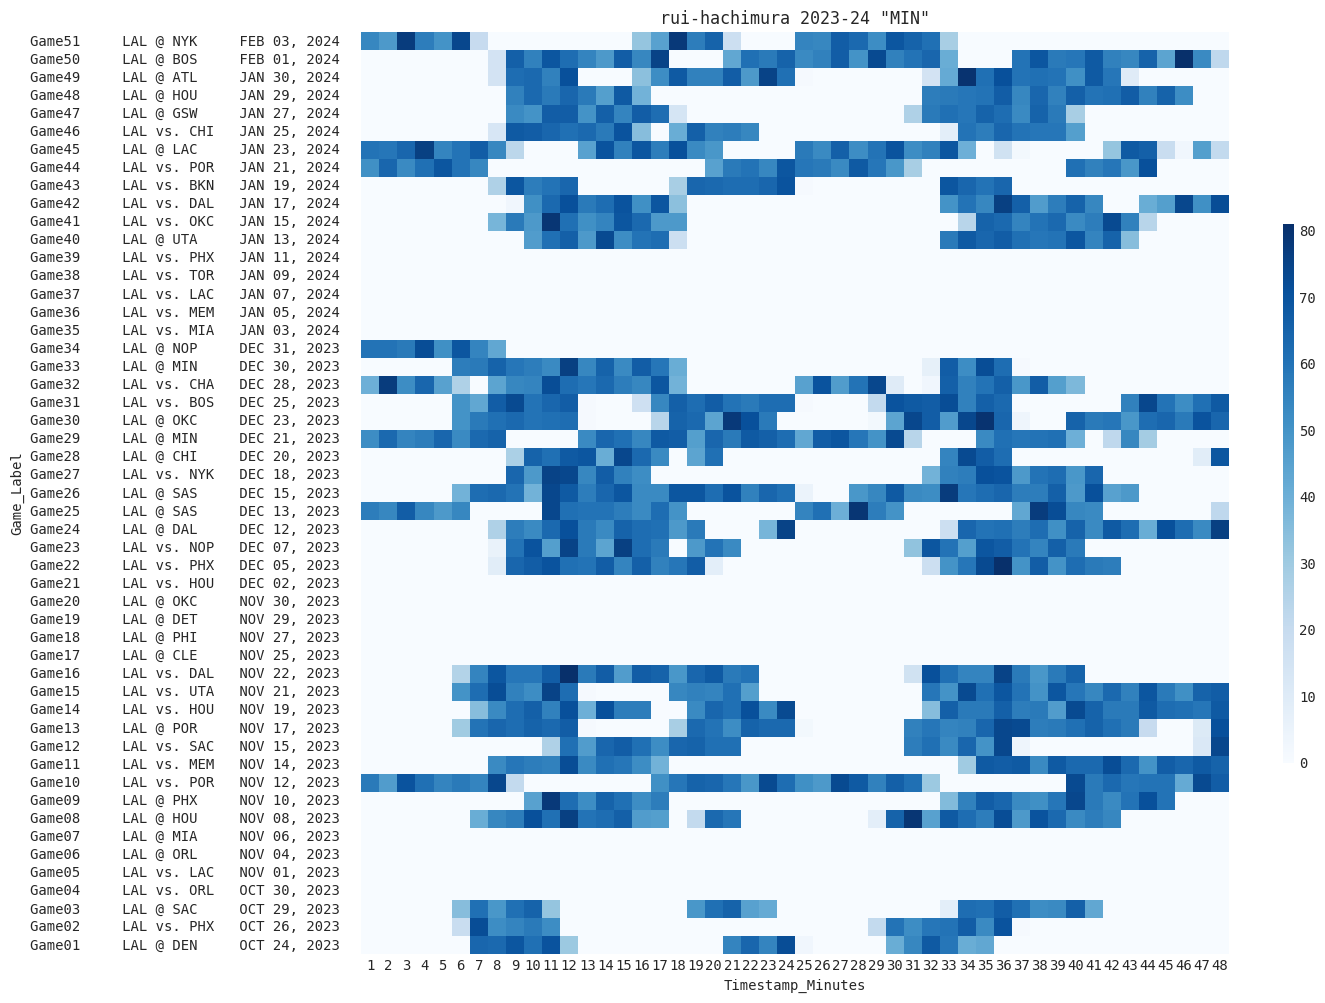 rui-hachimura 2023-24 "MIN"
Game51 LAL @ NYK FEB 03, 2024
Game50 LAL @ BOS FEB 01, 2024
Game49 LAL @ ATL JAN 30, 2024
Game48 LAL @ HOU JAN 29, 2024
Game47 LAL @ GSW JAN 27, 2024
Game46 LAL vs. CHI JAN 25, 2024
Game45 LAL @ LAC JAN 23, 2024
Game44 LAL vs. POR JAN 21, 2024
Game43 LAL vs. BKN JAN 19, 2024
Game42 LAL vs. DAL JAN 17, 2024
Game41 LAL vs. OKC JAN 15, 2024
Game40 LAL @ UTA JAN 13, 2024
Game39 LAL vs. PHX JAN 11, 2024
Game38 LAL vs. TOR JAN 09, 2024
Game37 LAL vs. LAC JAN 07, 2024
Game36 LAL vs. MEM JAN 05, 2024
Game35 LAL vs. MIA JAN 03, 2024
Game34 LAL @ NOP DEC 31, 2023
Game33 LAL @ MIN DEC 30, 2023
Game32 LAL vs. CHA DEC 28, 2023
Game31 LAL vs. BOS DEC 25, 2023
Game30 LAL @ OKC DEC 23, 2023
Game29 LAL @ MIN DEC 21, 2023
Game28 LAL @ CHI DEC 20, 2023
Game27 LAL vs. NYK DEC 18, 2023
Game26 LAL @ SAS DEC 15, 2023
Game25 LAL @ SAS DEC 13, 2023
Game24 LAL @ DAL DEC 12, 2023
Game23 LAL vs. NOP DEC 07, 2023
Game22 LAL vs. PHX DEC 05, 2023
Game21 LAL vs. HOU DEC 02, 2023
Game20 LAL @ OKC NOV 30, 2023
Game19 LAL @ DET NOV 29, 2023
Game18 LAL @ PHI NOV 27, 2023
Game17 LAL @ CLE NOV 25, 2023
Game16 LAL vs. DAL NOV 22, 2023
Game15 LAL vs. UTA NOV 21, 2023
Game14 LAL vs. HOU NOV 19, 2023
Game13 LAL @ POR NOV 17, 2023
Game12 LAL vs. SAC NOV 15, 2023
Game11 LAL vs. MEM NOV 14, 2023
Game10 LAL vs. POR NOV 12, 2023
Game09 LAL @ PHX NOV 10, 2023
Game08 LAL @ HOU NOV 08, 2023
Game07 LAL @ MIA NOV 06, 2023
Game06 LAL @ ORL NOV 04, 2023
Game05 LAL vs. LAC NOV 01, 2023
Game04 LAL vs. ORL OCT 30, 2023
Game03 LAL @ SAC OCT 29, 2023
Game02 LAL vs. PHX OCT 26, 2023
Game01 LAL @ DEN OCT 24, 2023
Game_Label
1 2 3 4 5 6 7 8 9 10 11 12 13 14 15 16 17 18 19 20 21 22 23 24 25 26 27 28 29 30 31 32 33 34 35 36 37 38 39 40 41 42 43 44 45 46 47 48
Timestamp_Minutes
80
70
60
50
40
30
20
10
0